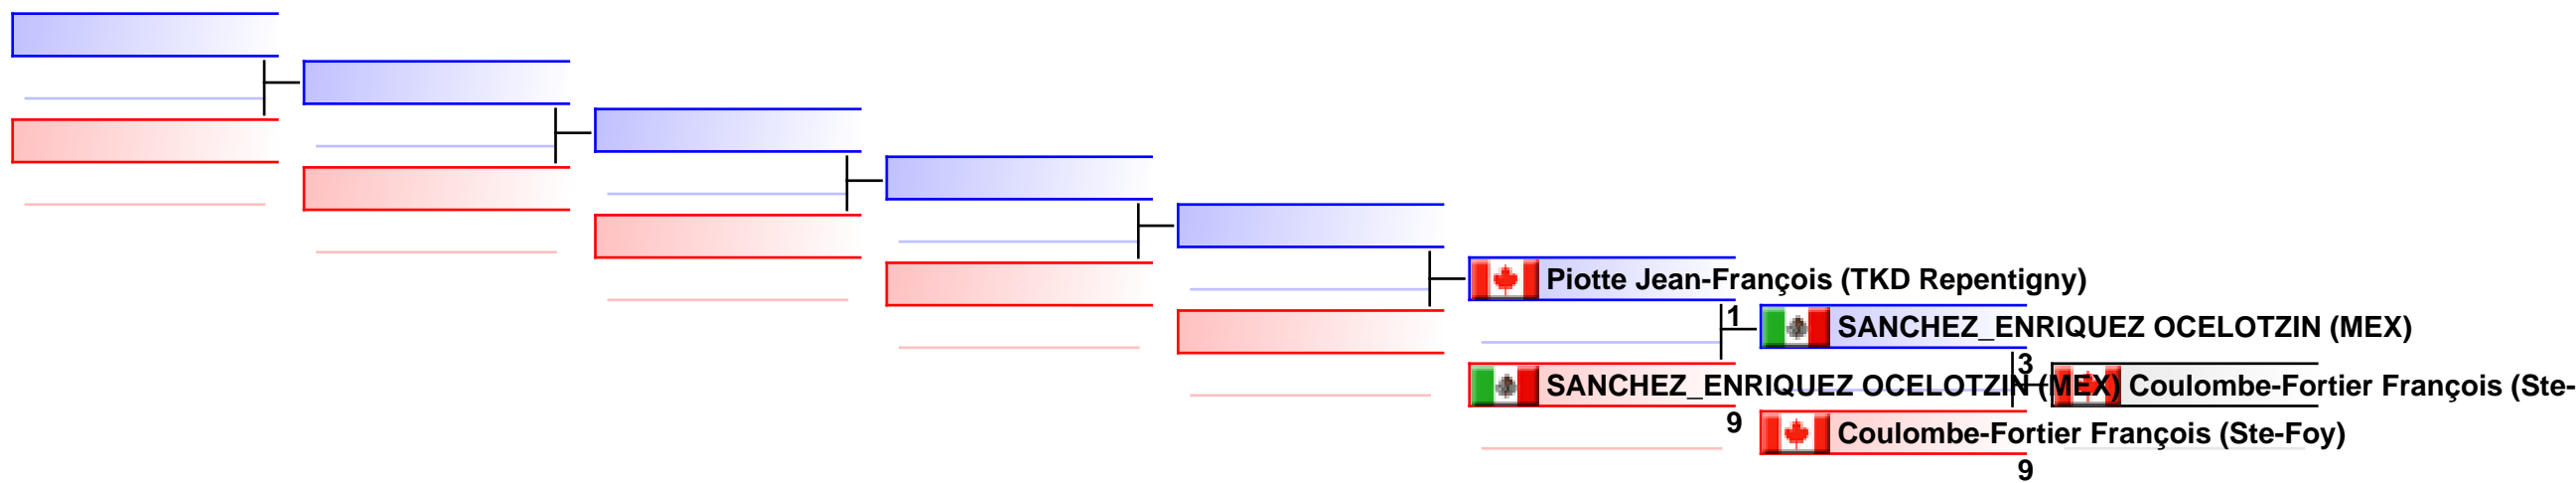 Piotte Jean-François (TKD Repentigny)
1
SANCHEZ_ENRIQUEZ OCELOTZIN (MEX)
3
SANCHEZ_ENRIQUEZ OCELOTZIN (MEX)
Coulombe-Fortier François (Ste-
9
Coulombe-Fortier François (Ste-Foy)
9